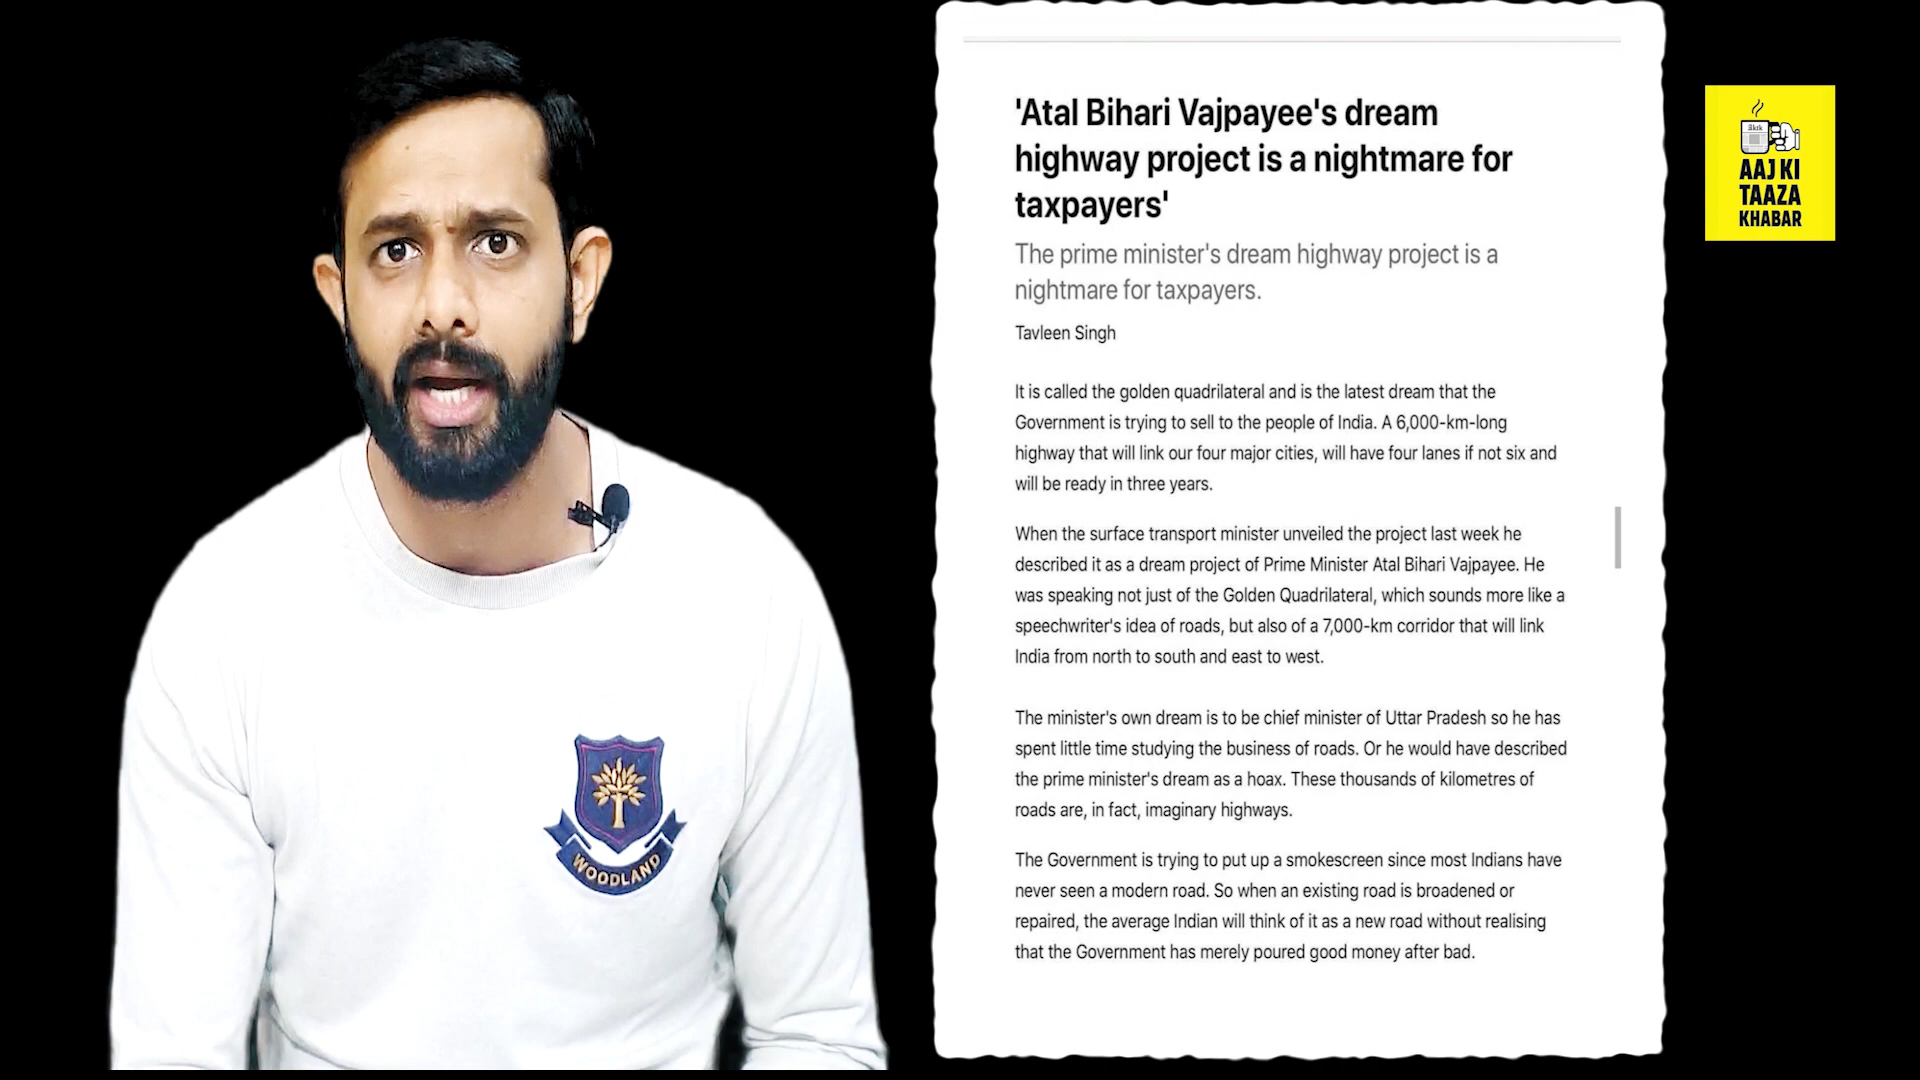 'Atal Bihari Vajpayee's dream
highway project is a nightmare for
taxpayers'
The prime minister's dream highway project is a
nightmare for taxpayers.
Tavleen Singh
It is called the golden quadrilateral and is the latest dream that the
Government is trying to sell to the people of India. A 6,000-km-long
highway that will link our four major cities, will have four lanes if not six and
will be ready in three years.
When the surface transport minister unveiled the project last week he
described it as a dream project of Prime Minister Atal Bihari Vajpayee. He
was speaking not just of the Golden Quadrilateral, which sounds more like a
speechwriter's idea of roads, but also of a 7,000-km corridor that will link
India from north to south and east to west.
The minister's own dream is to be chief minister of Uttar Pradesh so he has
spent little time studying the business of roads. Or he would have described
the prime minister's dream as a hoax. These thousands of kilometres of
roads are, in fact, imaginary highways.
The Government is trying to put up a smokescreen since most Indians have
never seen a modern road. So when an existing road is broadened or
repaired, the average Indian will think of it as a new road without realising
that the Government has merely poured good money after bad.
AAJ KI
TAAZA
KHABAR
WOODLAND